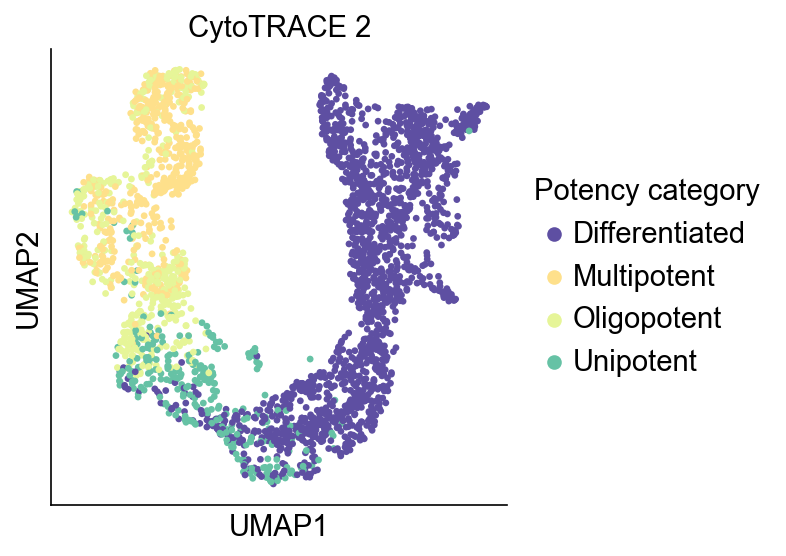 CytoTRACE 2
UMAP2
UMAP1
Potency category
Differentiated
Multipotent
Oligopotent
Unipotent